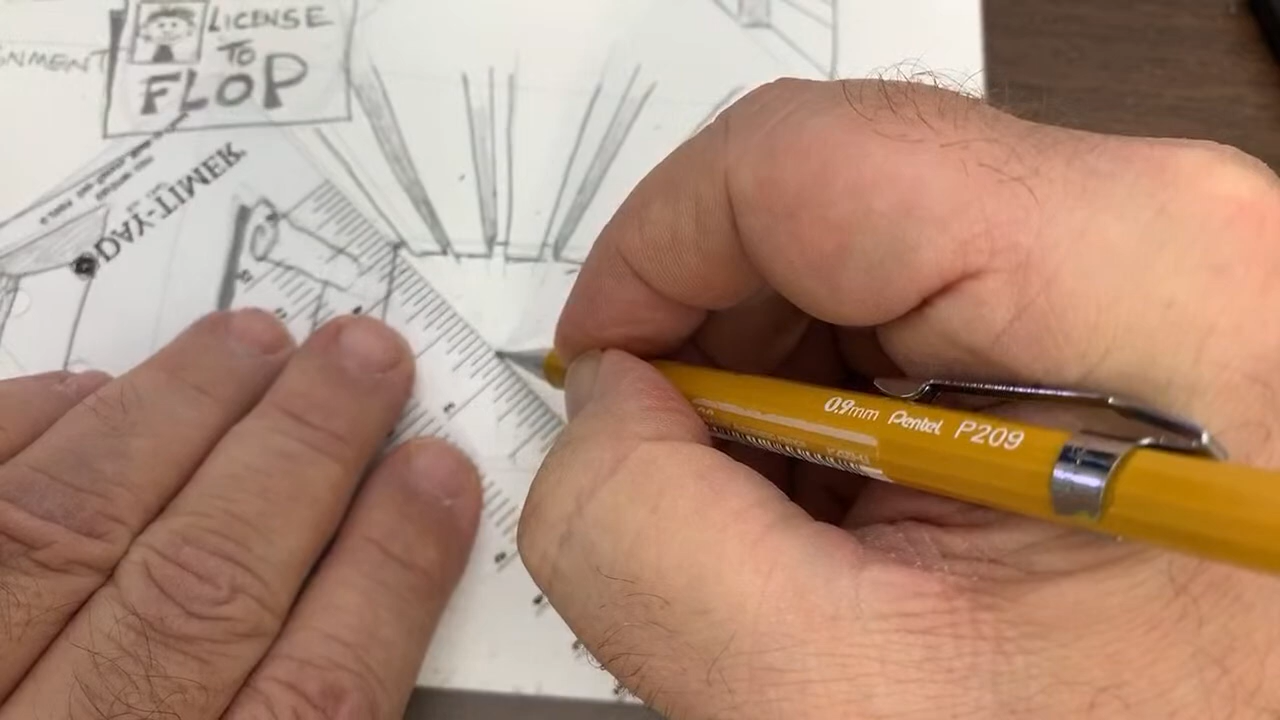 LICENSE
TO
FLOP
NMENT
DAY-TIMER
0.9mm Pentel P209